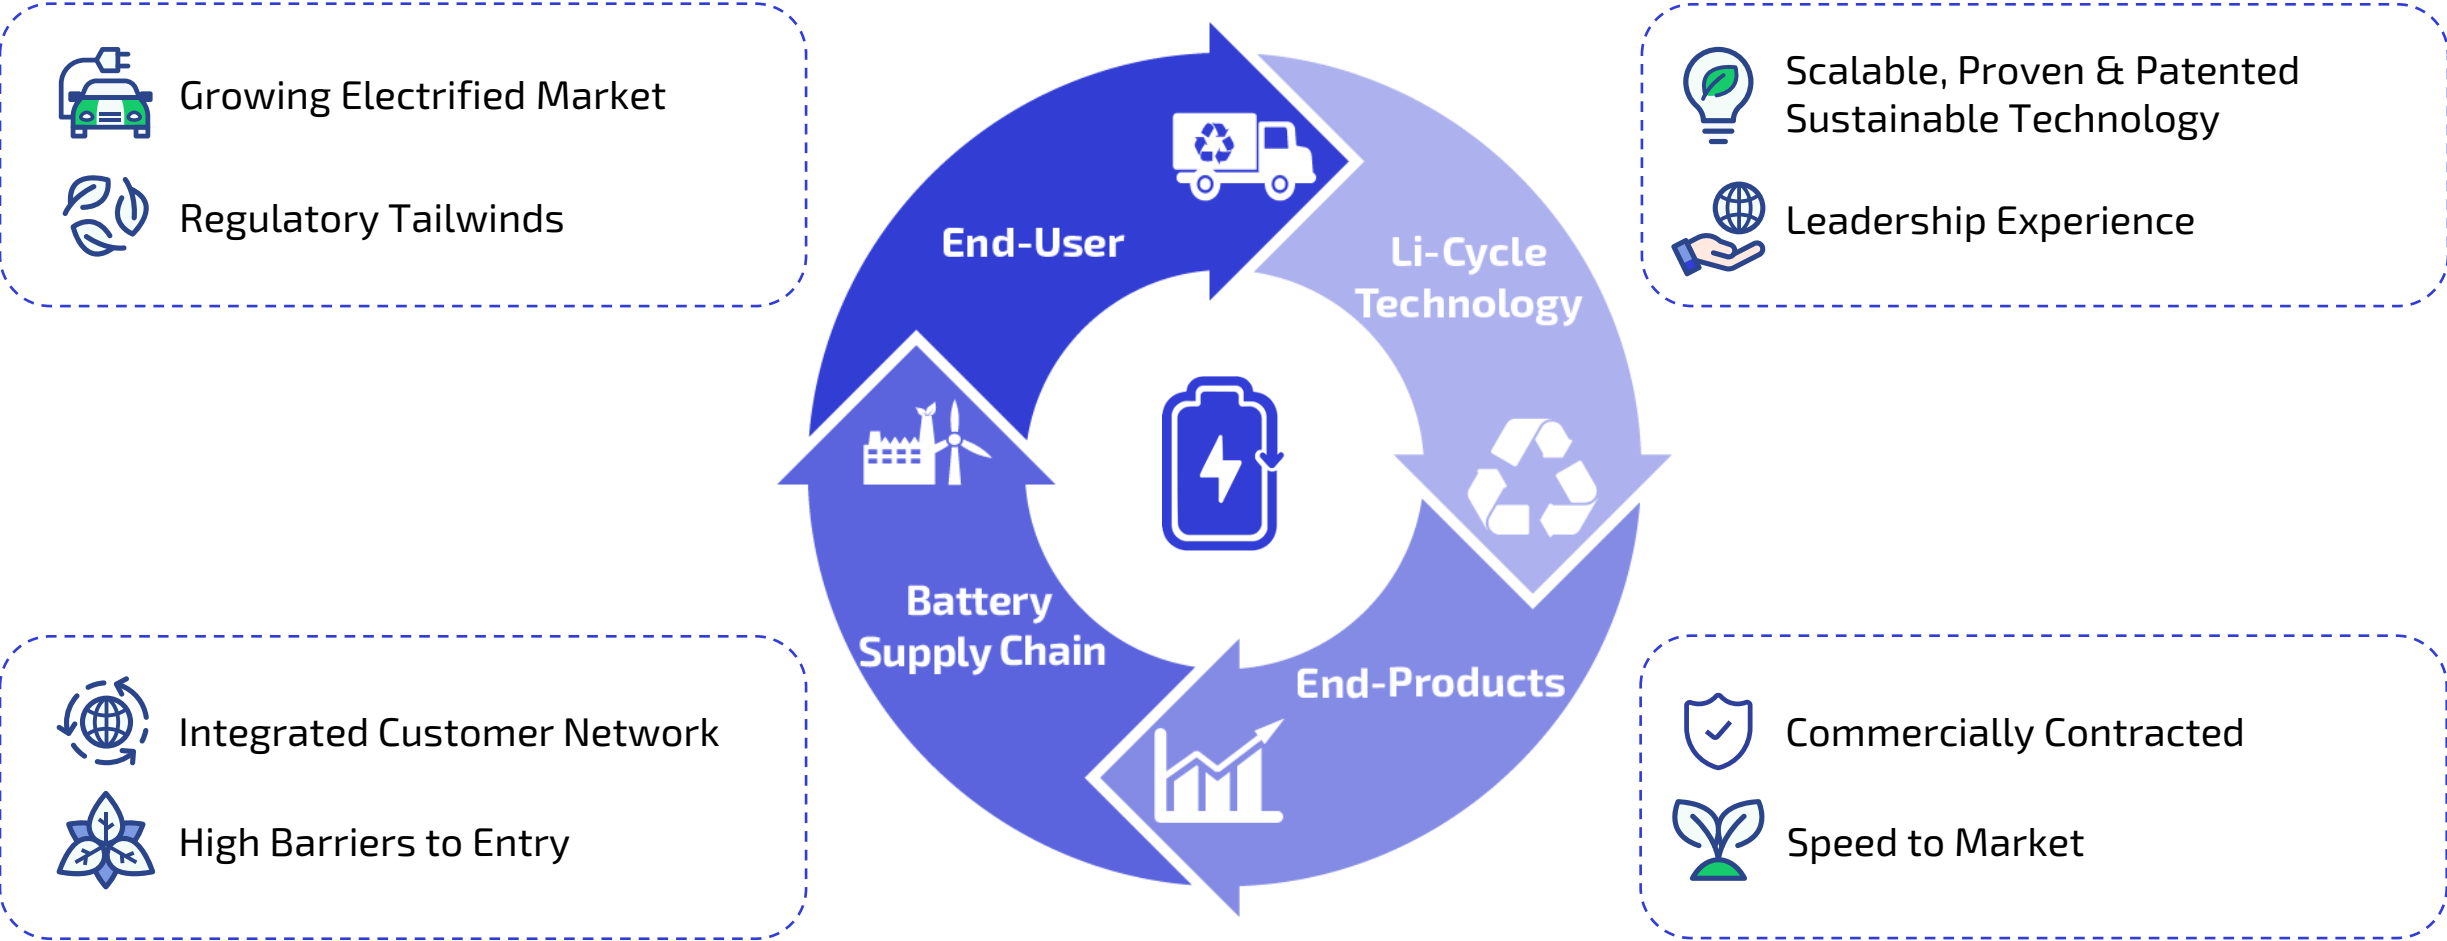 Growing Electrified Market
Regulatory Tailwinds
Scalable, Proven & Patented
Sustainable Technology
Leadership Experience
End-User
Li-Cycle
Technology
Battery
Supply Chain
End-Products
Integrated Customer Network
High Barriers to Entry
Commercially Contracted
Speed to Market